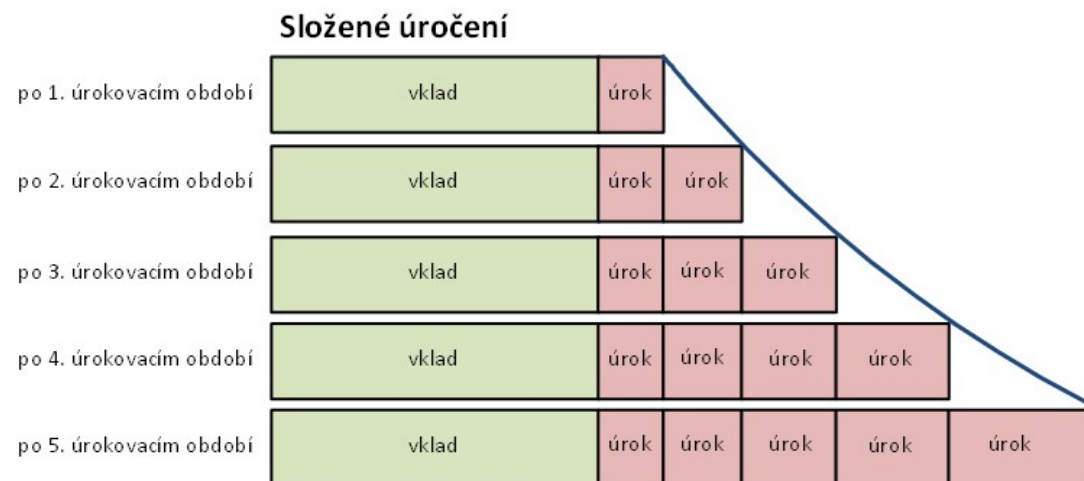 Složené úročení
po 1. úrokovacím období vklad úrok
po 2. úrokovacím období vklad úrok úrok
po 3. úrokovacím období vklad úrok úrok úrok
po 4. úrokovacím období vklad úrok úrok úrok úrok
po 5. úrokovacím období vklad úrok úrok úrok úrok úrok